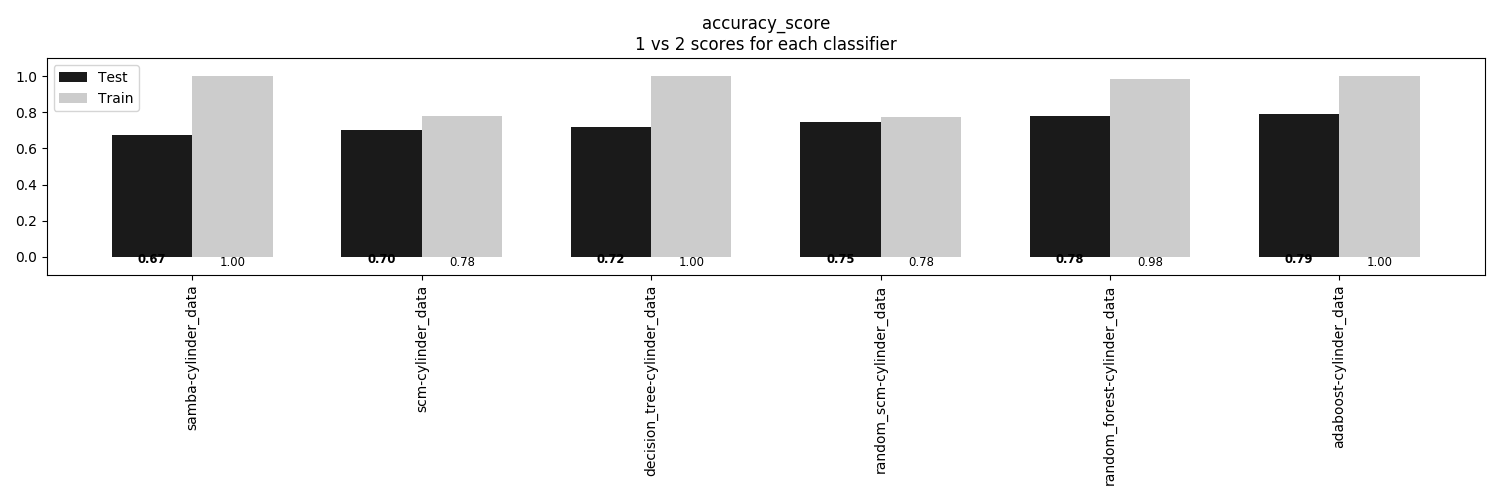 accuracy_score
1 vs 2 scores for each classifier
Test
Train
1.0
0.8
0.6
0.4
0.2
0.0
0.67
1.00
0.70
0.78
0.72
1.00
0.75
0.78
0.78
0.98
0.79
1.00
samba-cylinder_data
scm-cylinder_data
decision_tree-cylinder_data
random_scm-cylinder_data
random_forest-cylinder_data
adaboost-cylinder_data